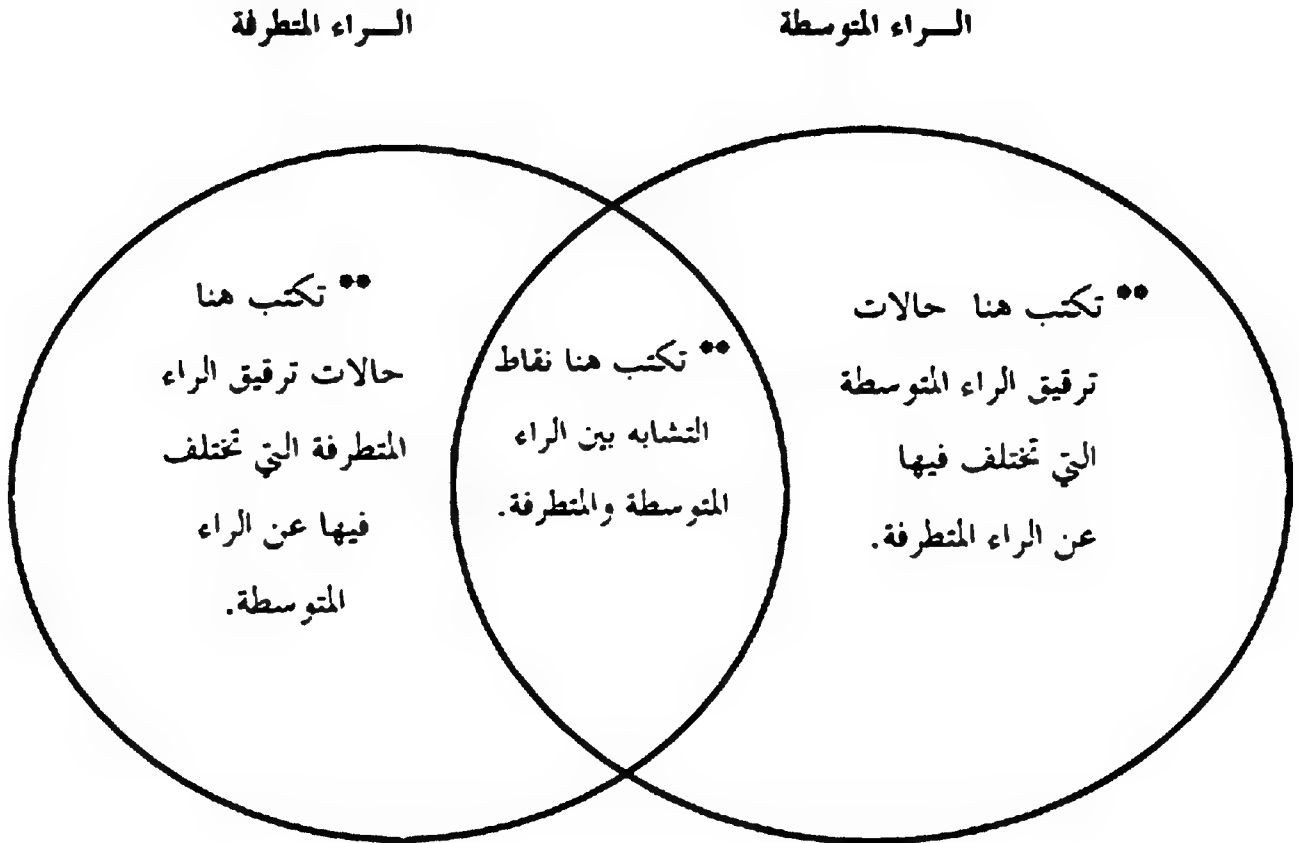 الـــراء المتوسطة
الـــراء المتطرفة
** تكتب هنا حالات
ترقيق الراء المتوسطة
التي تختلف فيها
عن الراء المتطرفة.
** تكتب هنا نقاط
التشابه بين الراء
المتوسطة والمتطرفة.
** تكتب هنا
حالات ترقيق الراء
المتطرفة التي تختلف
فيها عن الراء
المتوسطة.